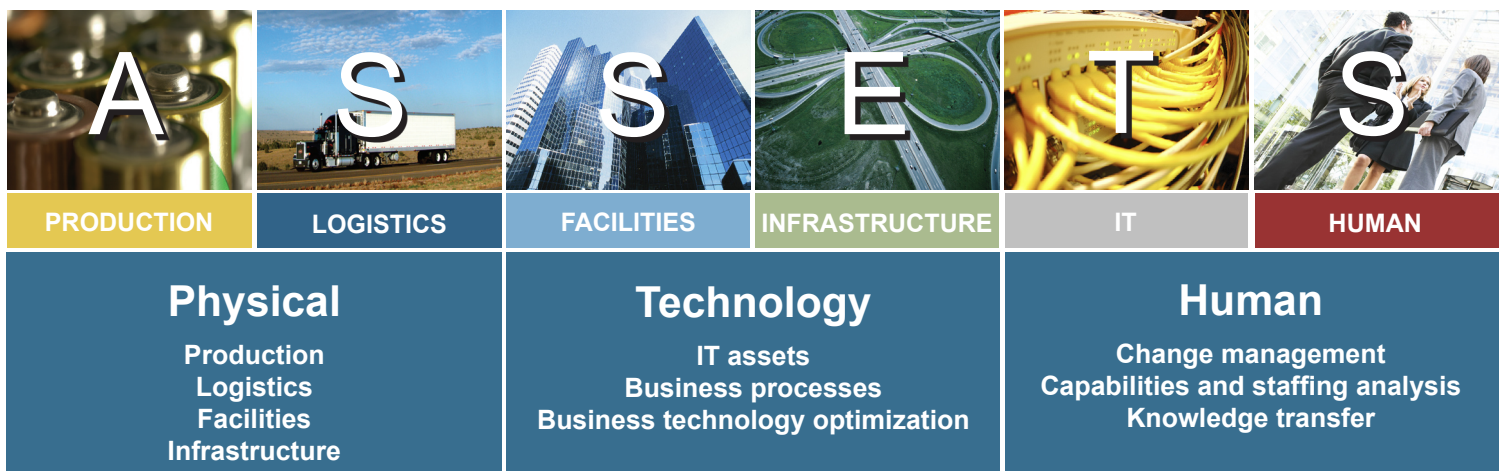 ASSETS
PRODUCTION
LOGISTICS
FACILITIES
INFRASTRUCTURE
IT
HUMAN
Physical
Production
Logistics
Facilities
Infrastructure
Technology
IT assets
Business processes
Business technology optimization
Human
Change management
Capabilities and staffing analysis
Knowledge transfer